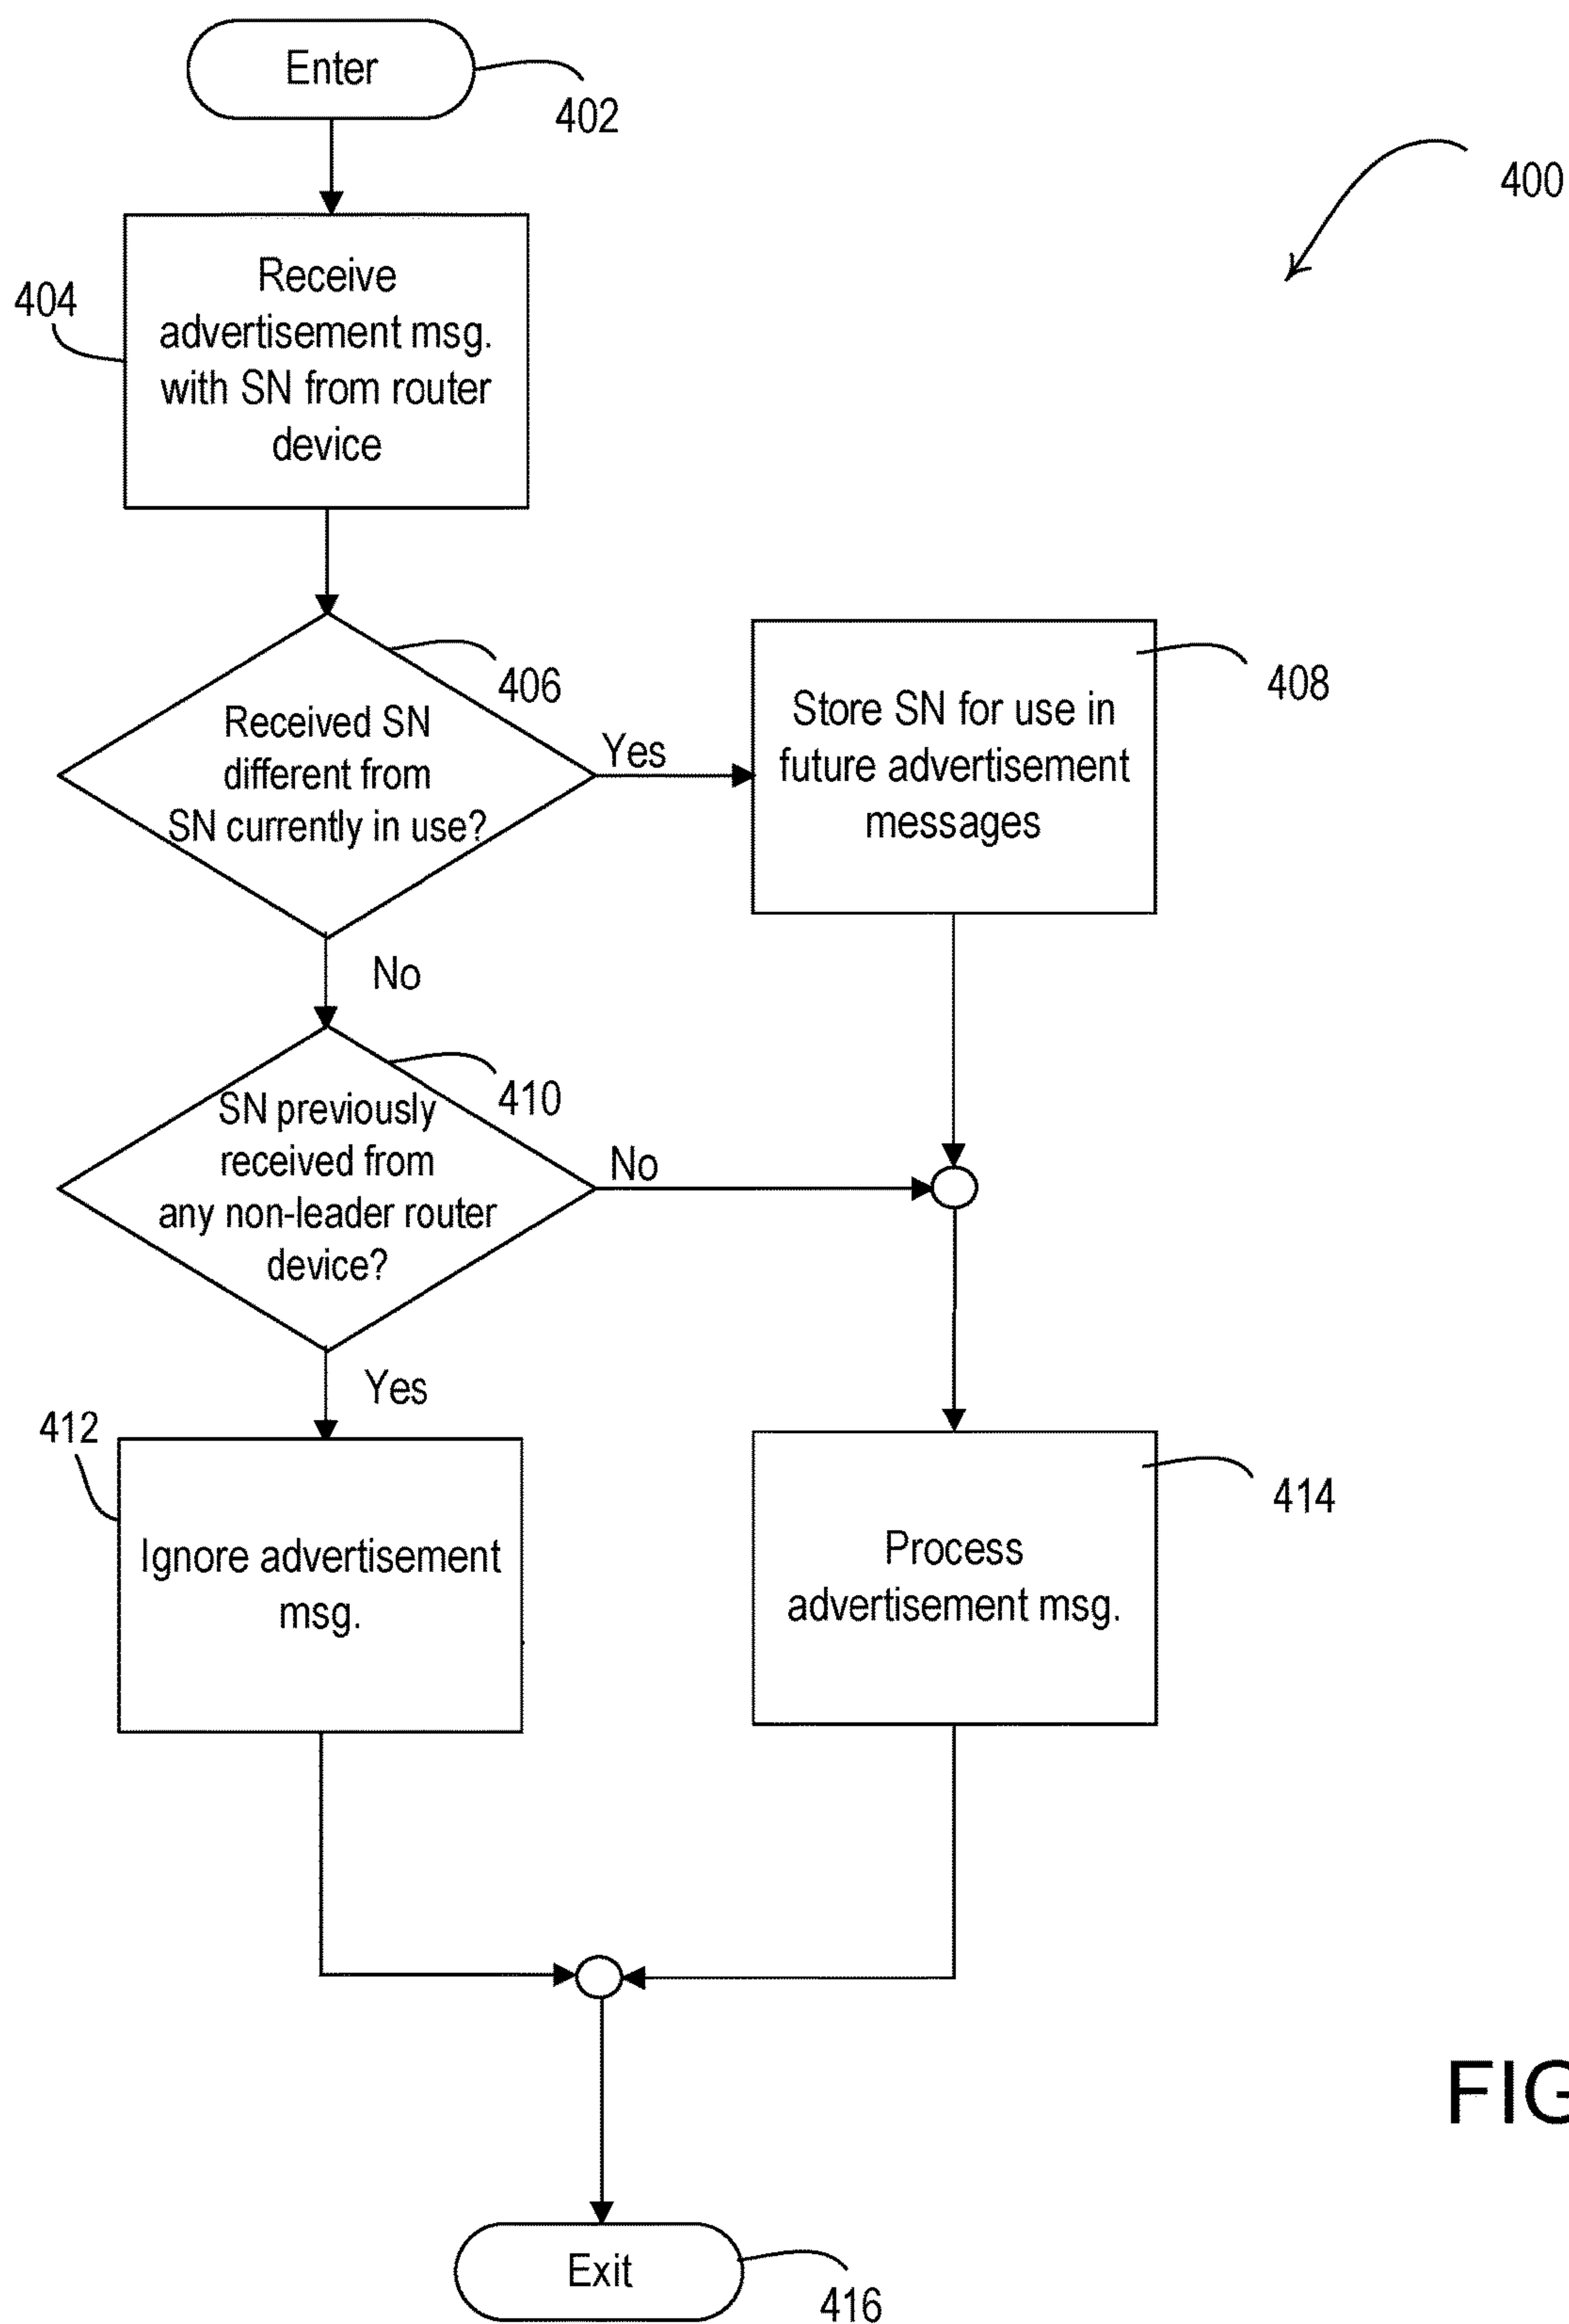 Enter
402
400
404
Receive
advertisement msg.
with SN from router
device
406
Received SN
different from
SN currently in use?
Yes
Store SN for use in
future advertisement
messages
408
No
410
SN previously
received from
any non-leader router
device?
No
Yes
412
Ignore advertisement
msg.
Process
advertisement msg.
414
FIG
Exit
416